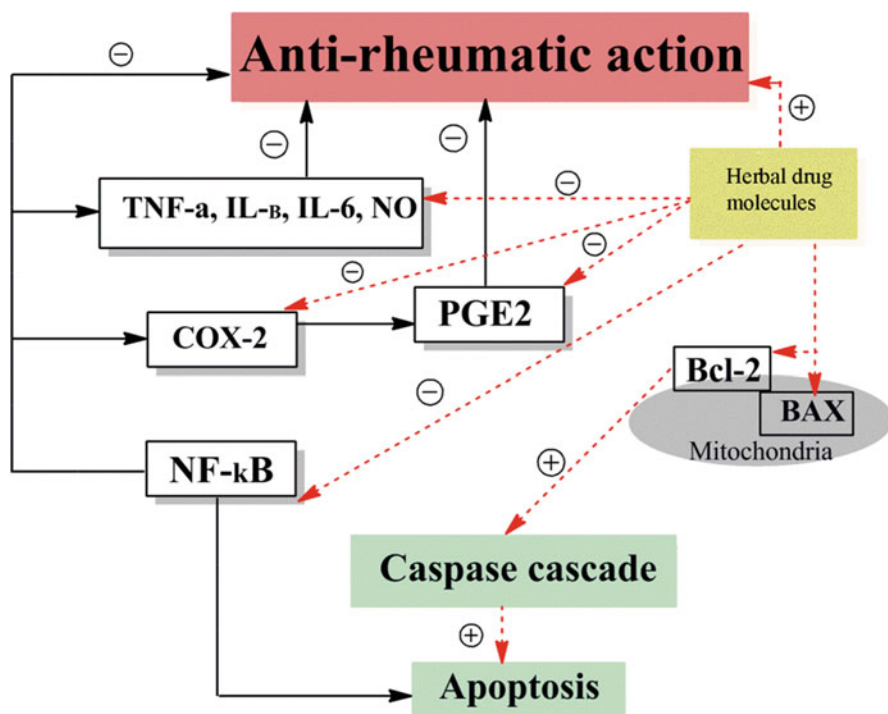 Anti-rheumatic action
Herbal drug
molecules
TNF-a, IL-B, IL-6, NO
PGE2
COX-2
Bcl-2
BAX
Mitochondria
NF-kB
Caspase cascade
Apoptosis